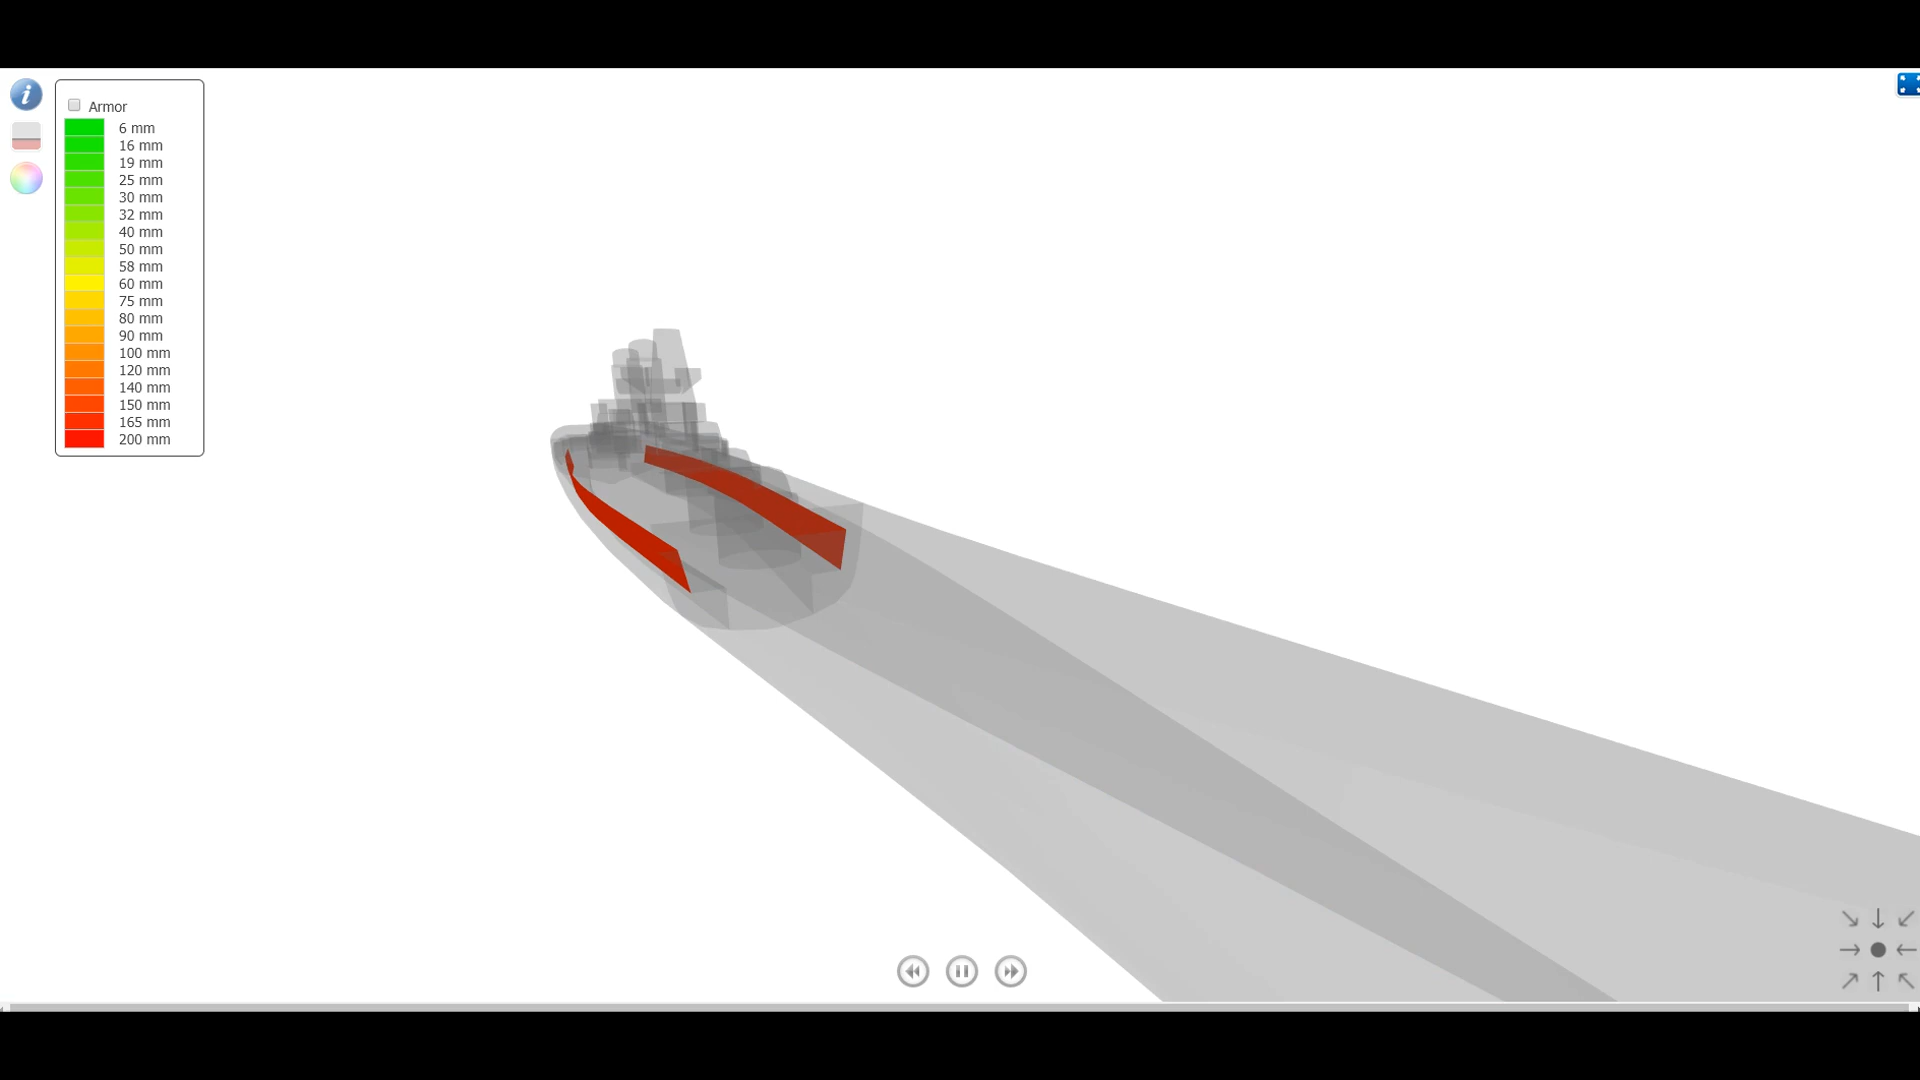 i
Armor
6 mm
16 mm
19 mm
25 mm
30 mm
32 mm
40 mm
50 mm
58 mm
60 mm
75 mm
80 mm
90 mm
100 mm
120 mm
140 mm
150 mm
165 mm
200 mm